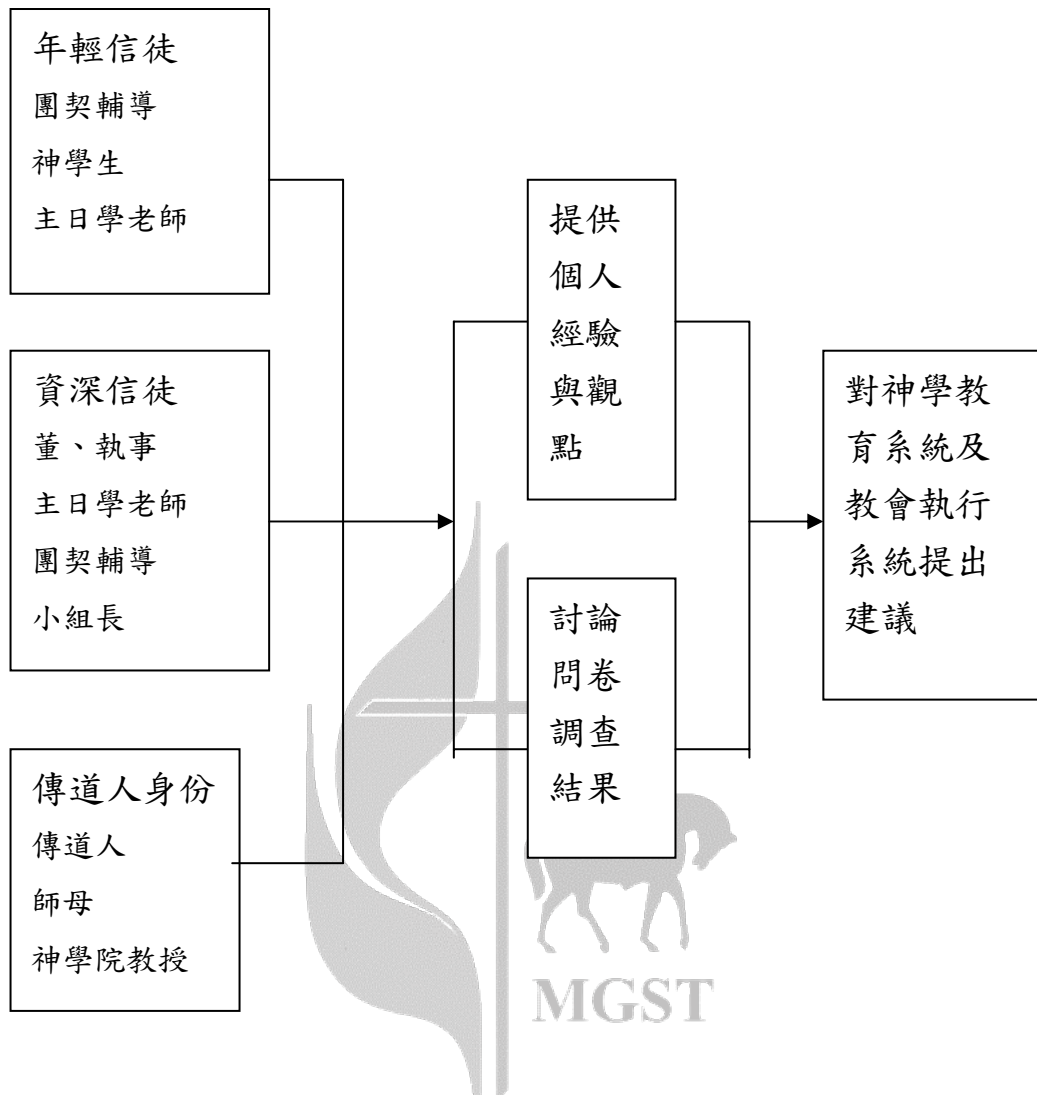 年輕信徒
團契輔導
神學生
主日學老師
資深信徒
董、執事
主日學老師
團契輔導
小組長
傳道人身份
傳道人
師母
神學院教授
提供
個人
經驗
與觀
點
討論
問卷
調查
結果
對神學教
育系統及
教會執行
系統提出
建議
MGST